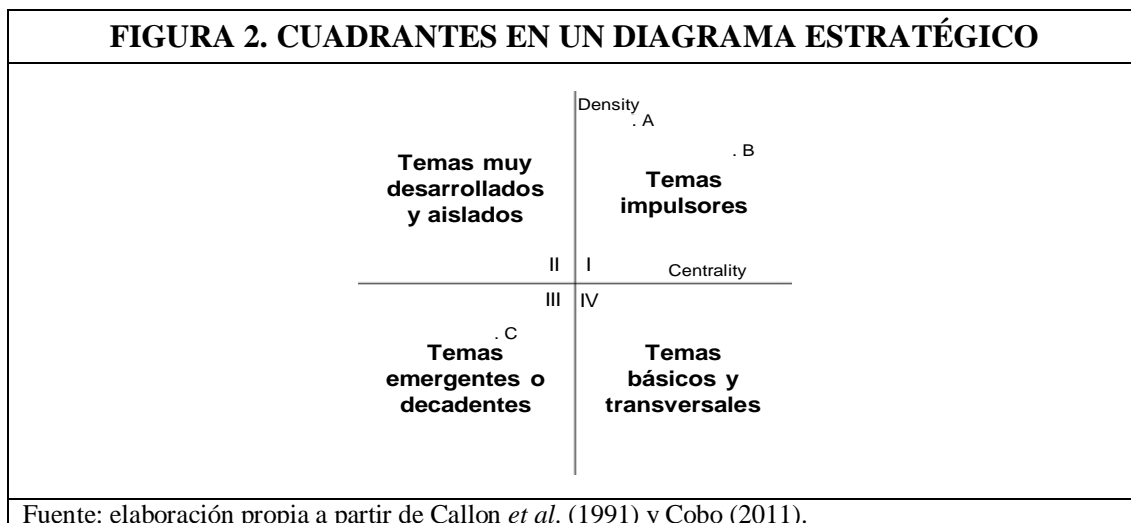 FIGURA 2. CUADRANTES EN UN DIAGRAMA ESTRATÉGICO
Density
. A
. B
Temas muy
desarrollados
y aislados
Temas
impulsores
II
I
Centrality
III
IV
. C
Temas
emergentes o
decadentes
Temas
básicos y
transversales
Fuente: elaboración propia a partir de Callon et al. (1991) y Cobo (2011).